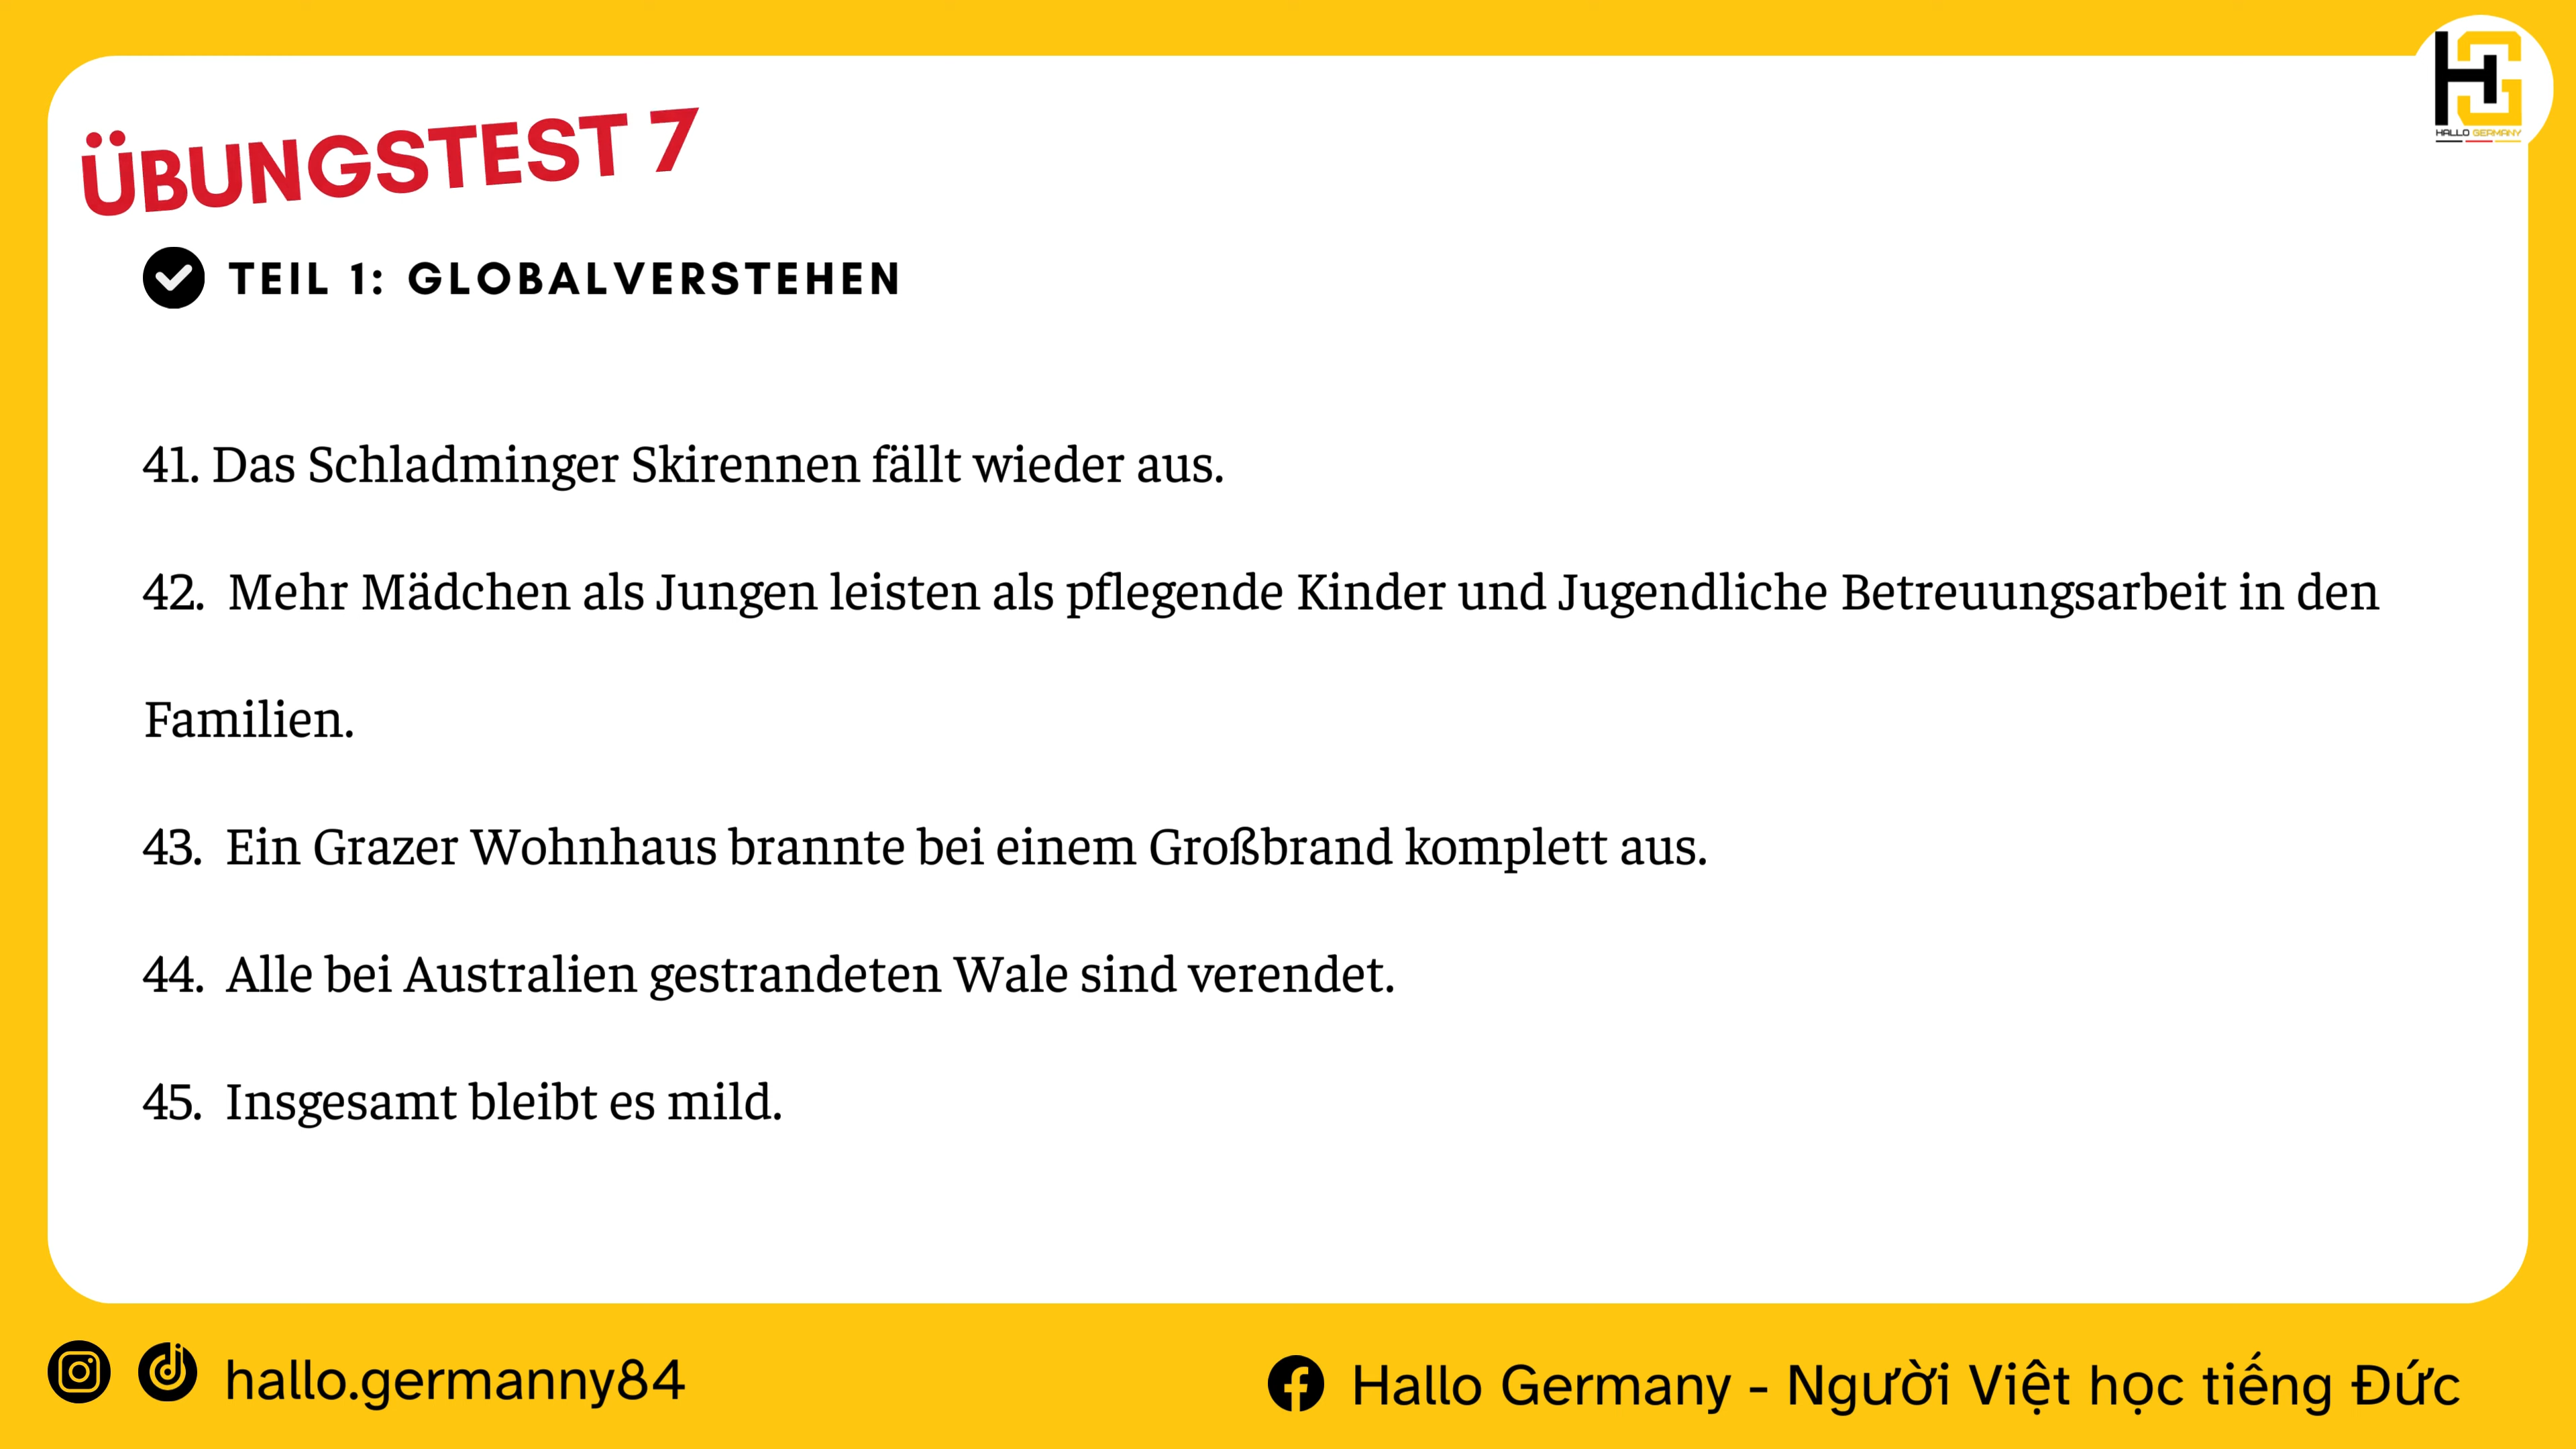 HALLO GERMANY
ÜBUNGSTEST 7
TEIL 1: GLOBALVERSTEHEN
41. Das Schladminger Skirennen fällt wieder aus.
42. Mehr Mädchen als Jungen leisten als pflegende Kinder und Jugendliche Betreuungsarbeit in den
Familien.
43. Ein Grazer Wohnhaus brannte bei einem Großbrand komplett aus.
44. Alle bei Australien gestrandeten Wale sind verendet.
45. Insgesamt bleibt es mild.
hallo.germanny84
Hallo Germany - Người Việt học tiếng Đức